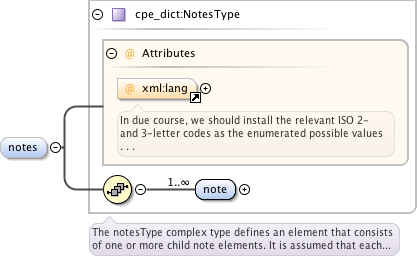 cpe_dict:NotesType
@ Attributes
@ xml:lang
In due course, we should install the relevant ISO 2-
and 3-letter codes as the enumerated possible values
. . .
notes
1..∞
note
The notesType complex type defines an element that consists
of one or more child note elements. It is assumed that each...